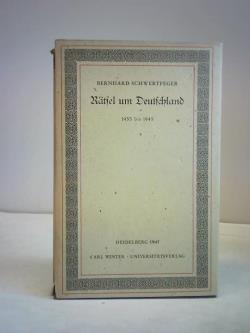 BERNHARD SCHWERTFEGER
Rätsel um Deutschland
1933 bis 1945
HEIDELBERG 1947
CARL WINTER · UNIVERSITÄTSVERLAG